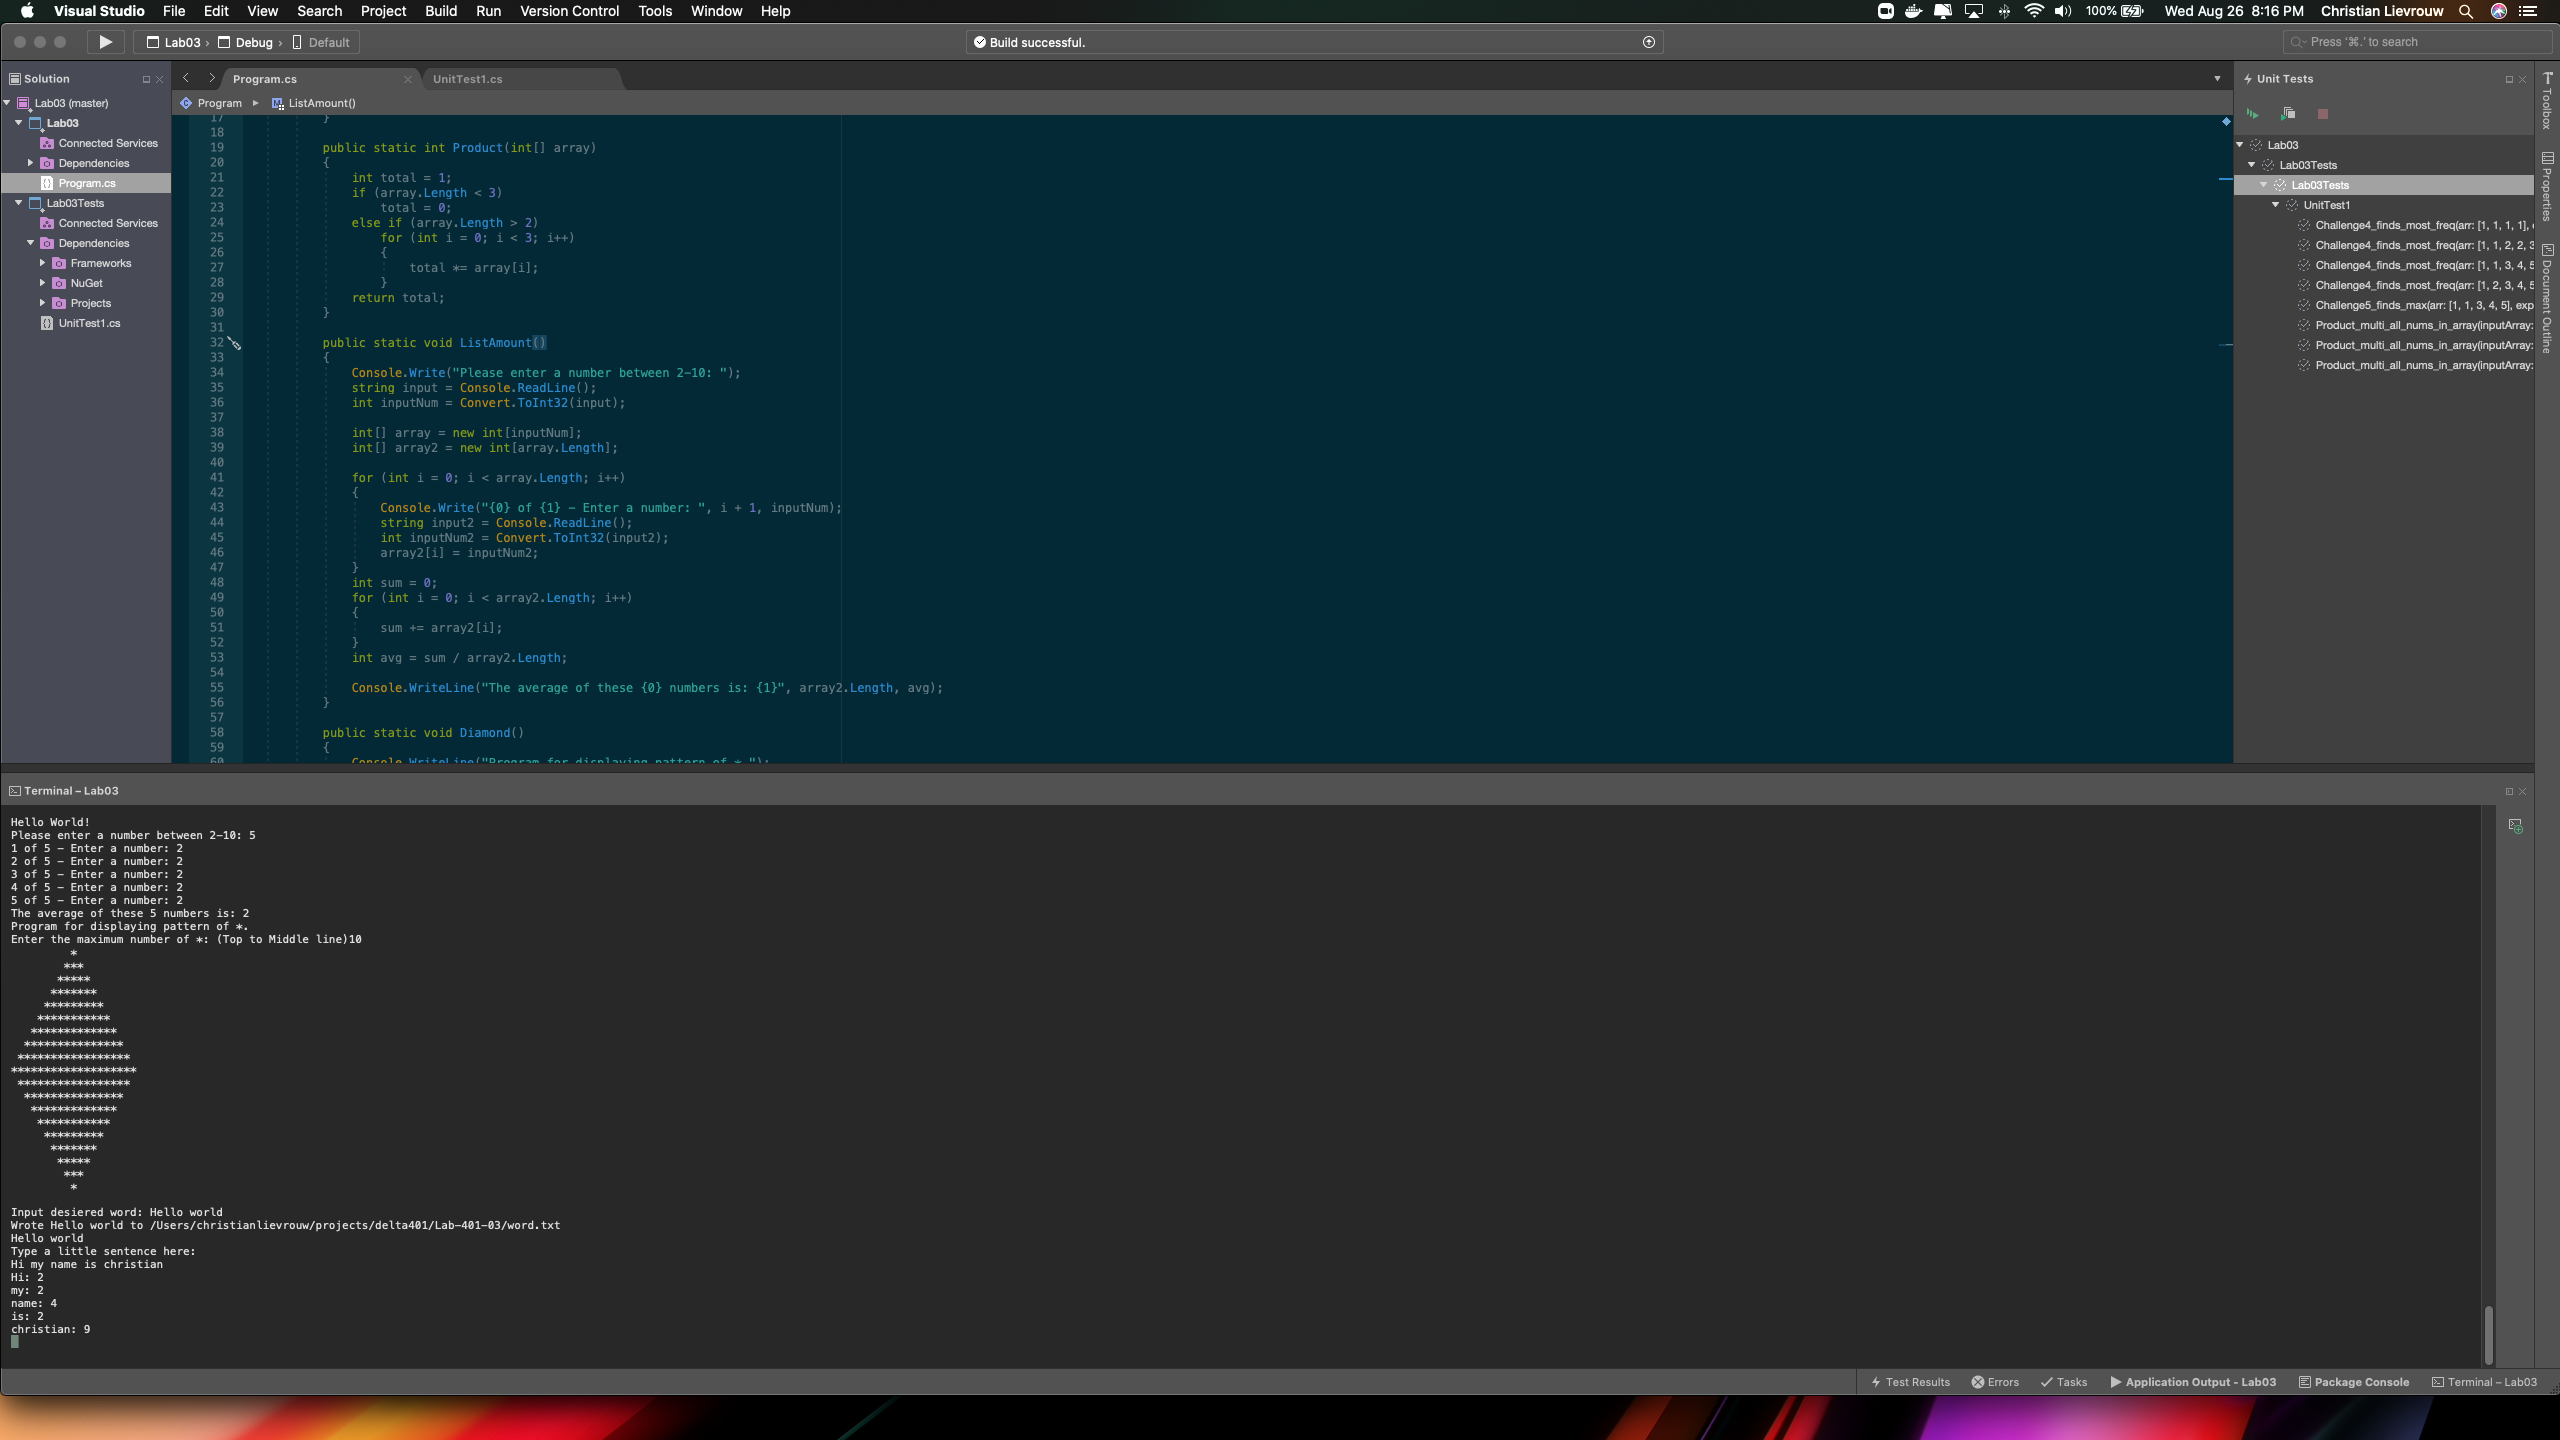 Visual Studio File Edit View Search Project Build Run Version Control Tools Window Help
100% Wed Aug 26 8:16 PM Christian Lievrouw
Lab03 › Debug › Default
Build successful.
Press '⌘.' to search
Solution
Lab03 (master)
Lab03
Connected Services
Dependencies
Program.cs
Lab03Tests
Connected Services
Dependencies
Frameworks
NuGet
Projects
UnitTest1.cs
Program.cs UnitTest1.cs
Program ▸ ListAmount()
17 }
18
19 public static int Product(int[] array)
20 {
21 int total = 1;
22 if (array.Length < 3)
23 total = 0;
24 else if (array.Length > 2)
25 for (int i = 0; i < 3; i++)
26 {
27 total *= array[i];
28 }
29 return total;
30 }
31
32 public static void ListAmount()
33 {
34 Console.Write("Please enter a number between 2-10: ");
35 string input = Console.ReadLine();
36 int inputNum = Convert.ToInt32(input);
37
38 int[] array = new int[inputNum];
39 int[] array2 = new int[array.Length];
40
41 for (int i = 0; i < array.Length; i++)
42 {
43 Console.Write("{0} of {1} - Enter a number: ", i + 1, inputNum);
44 string input2 = Console.ReadLine();
45 int inputNum2 = Convert.ToInt32(input2);
46 array2[i] = inputNum2;
47 }
48 int sum = 0;
49 for (int i = 0; i < array2.Length; i++)
50 {
51 sum += array2[i];
52 }
53 int avg = sum / array2.Length;
54
55 Console.WriteLine("The average of these {0} numbers is: {1}", array2.Length, avg);
56 }
57
58 public static void Diamond()
59 {
60 Console.WriteLine("Program for displaying pattern of *.");
Unit Tests
Lab03
Lab03Tests
Lab03Tests
UnitTest1
Challenge4_finds_most_freq(arr: [1, 1, 1, 1], e
Challenge4_finds_most_freq(arr: [1, 1, 2, 2, 3
Challenge4_finds_most_freq(arr: [1, 1, 3, 4, 5
Challenge4_finds_most_freq(arr: [1, 2, 3, 4, 5
Challenge5_finds_max(arr: [1, 1, 3, 4, 5], exp
Product_multi_all_nums_in_array(inputArray:
Product_multi_all_nums_in_array(inputArray:
Product_multi_all_nums_in_array(inputArray:
Toolbox
Properties
Document Outline
Terminal – Lab03
Hello World!
Please enter a number between 2-10: 5
1 of 5 - Enter a number: 2
2 of 5 - Enter a number: 2
3 of 5 - Enter a number: 2
4 of 5 - Enter a number: 2
5 of 5 - Enter a number: 2
The average of these 5 numbers is: 2
Program for displaying pattern of *.
Enter the maximum number of *: (Top to Middle line)10
*
***
*****
*******
*********
***********
*************
***************
*****************
*******************
*****************
***************
*************
***********
*********
*******
*****
***
*
Input desiered word: Hello world
Wrote Hello world to /Users/christianlievrouw/projects/delta401/Lab-401-03/word.txt
Hello world
Type a little sentence here:
Hi my name is christian
Hi: 2
my: 2
name: 4
is: 2
christian: 9
Test Results Errors Tasks Application Output - Lab03 Package Console Terminal – Lab03